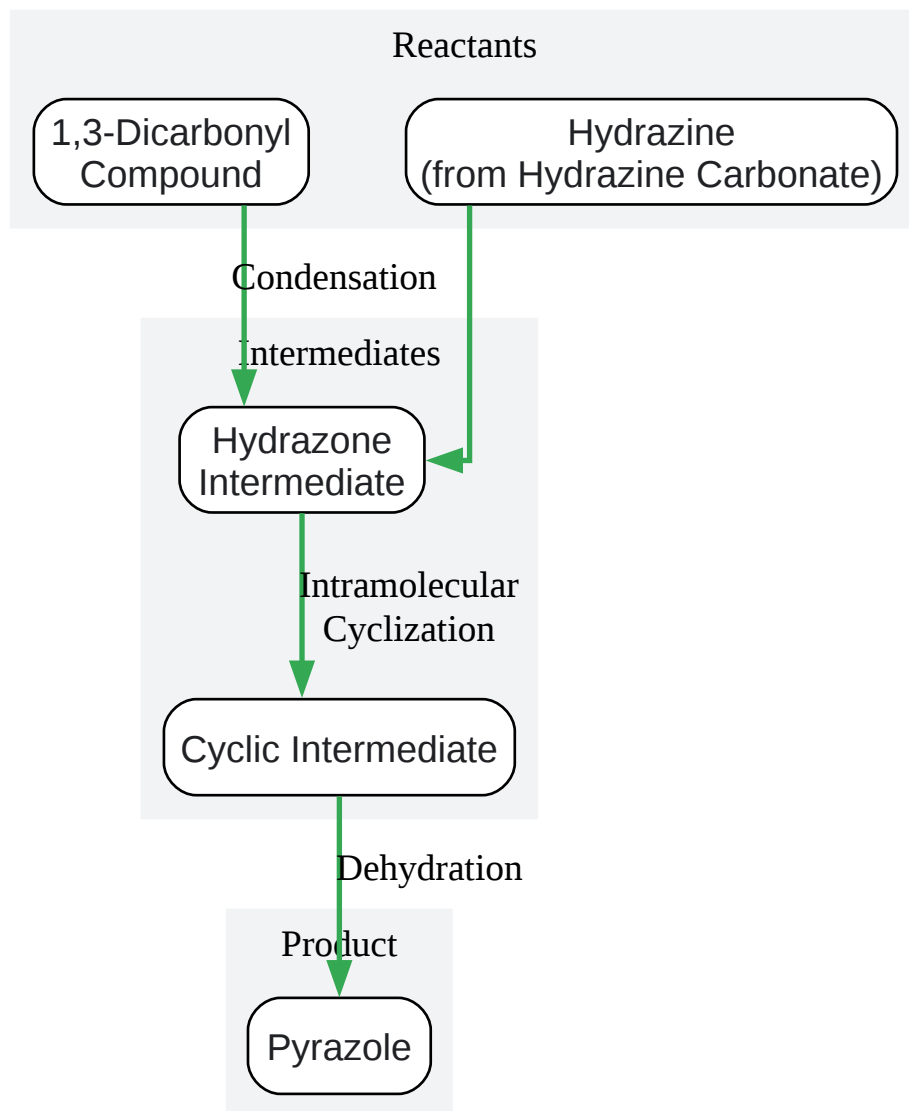 Reactants
1,3-Dicarbonyl
Compound
Hydrazine
(from Hydrazine Carbonate)
Condensation
Intermediates
Hydrazone
Intermediate
Intramolecular
Cyclization
Cyclic Intermediate
Dehydration
Product
Pyrazole